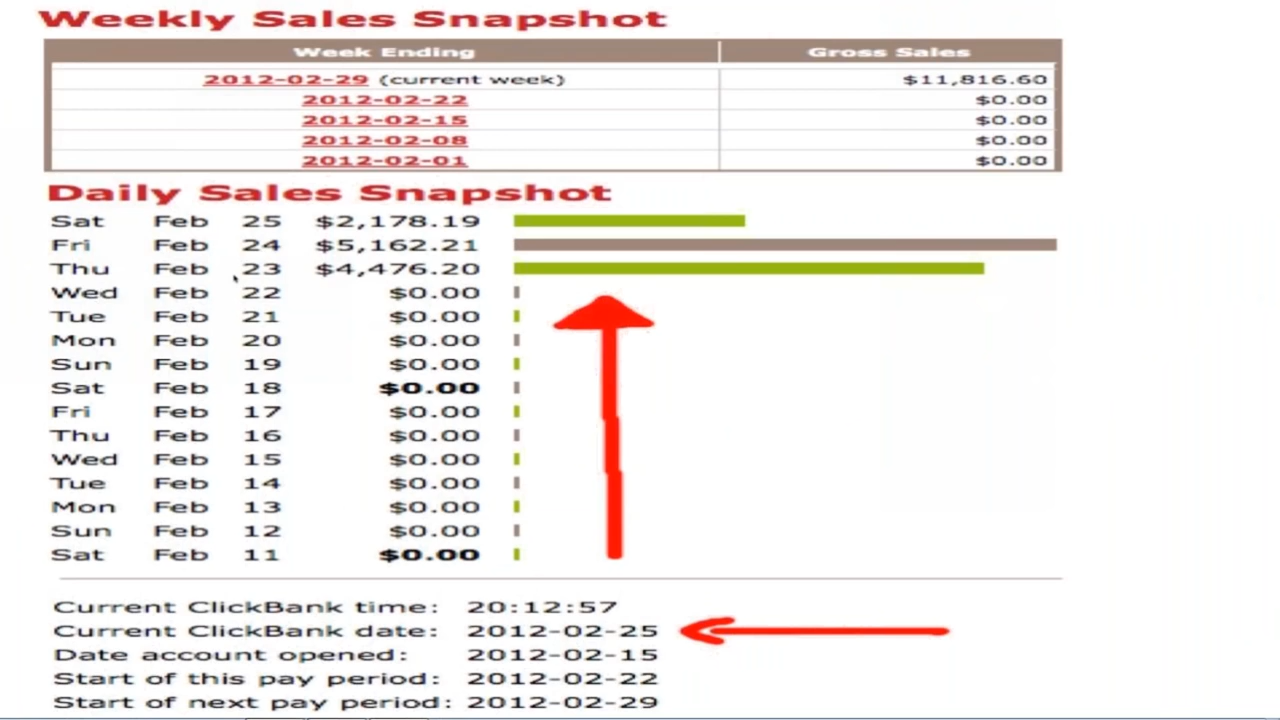 Weekly Sales Snapshot
Week Ending Gross Sales
2012-02-29 (current week) $11,816.60
2012-02-22 $0.00
2012-02-15 $0.00
2012-02-08 $0.00
2012-02-01 $0.00
Daily Sales Snapshot
Sat Feb 25 $2,178.19
Fri Feb 24 $5,162.21
Thu Feb 23 $4,476.20
Wed Feb 22 $0.00
Tue Feb 21 $0.00
Mon Feb 20 $0.00
Sun Feb 19 $0.00
Sat Feb 18 $0.00
Fri Feb 17 $0.00
Thu Feb 16 $0.00
Wed Feb 15 $0.00
Tue Feb 14 $0.00
Mon Feb 13 $0.00
Sun Feb 12 $0.00
Sat Feb 11 $0.00
Current ClickBank time: 20:12:57
Current ClickBank date: 2012-02-25
Date account opened: 2012-02-15
Start of this pay period: 2012-02-22
Start of next pay period: 2012-02-29